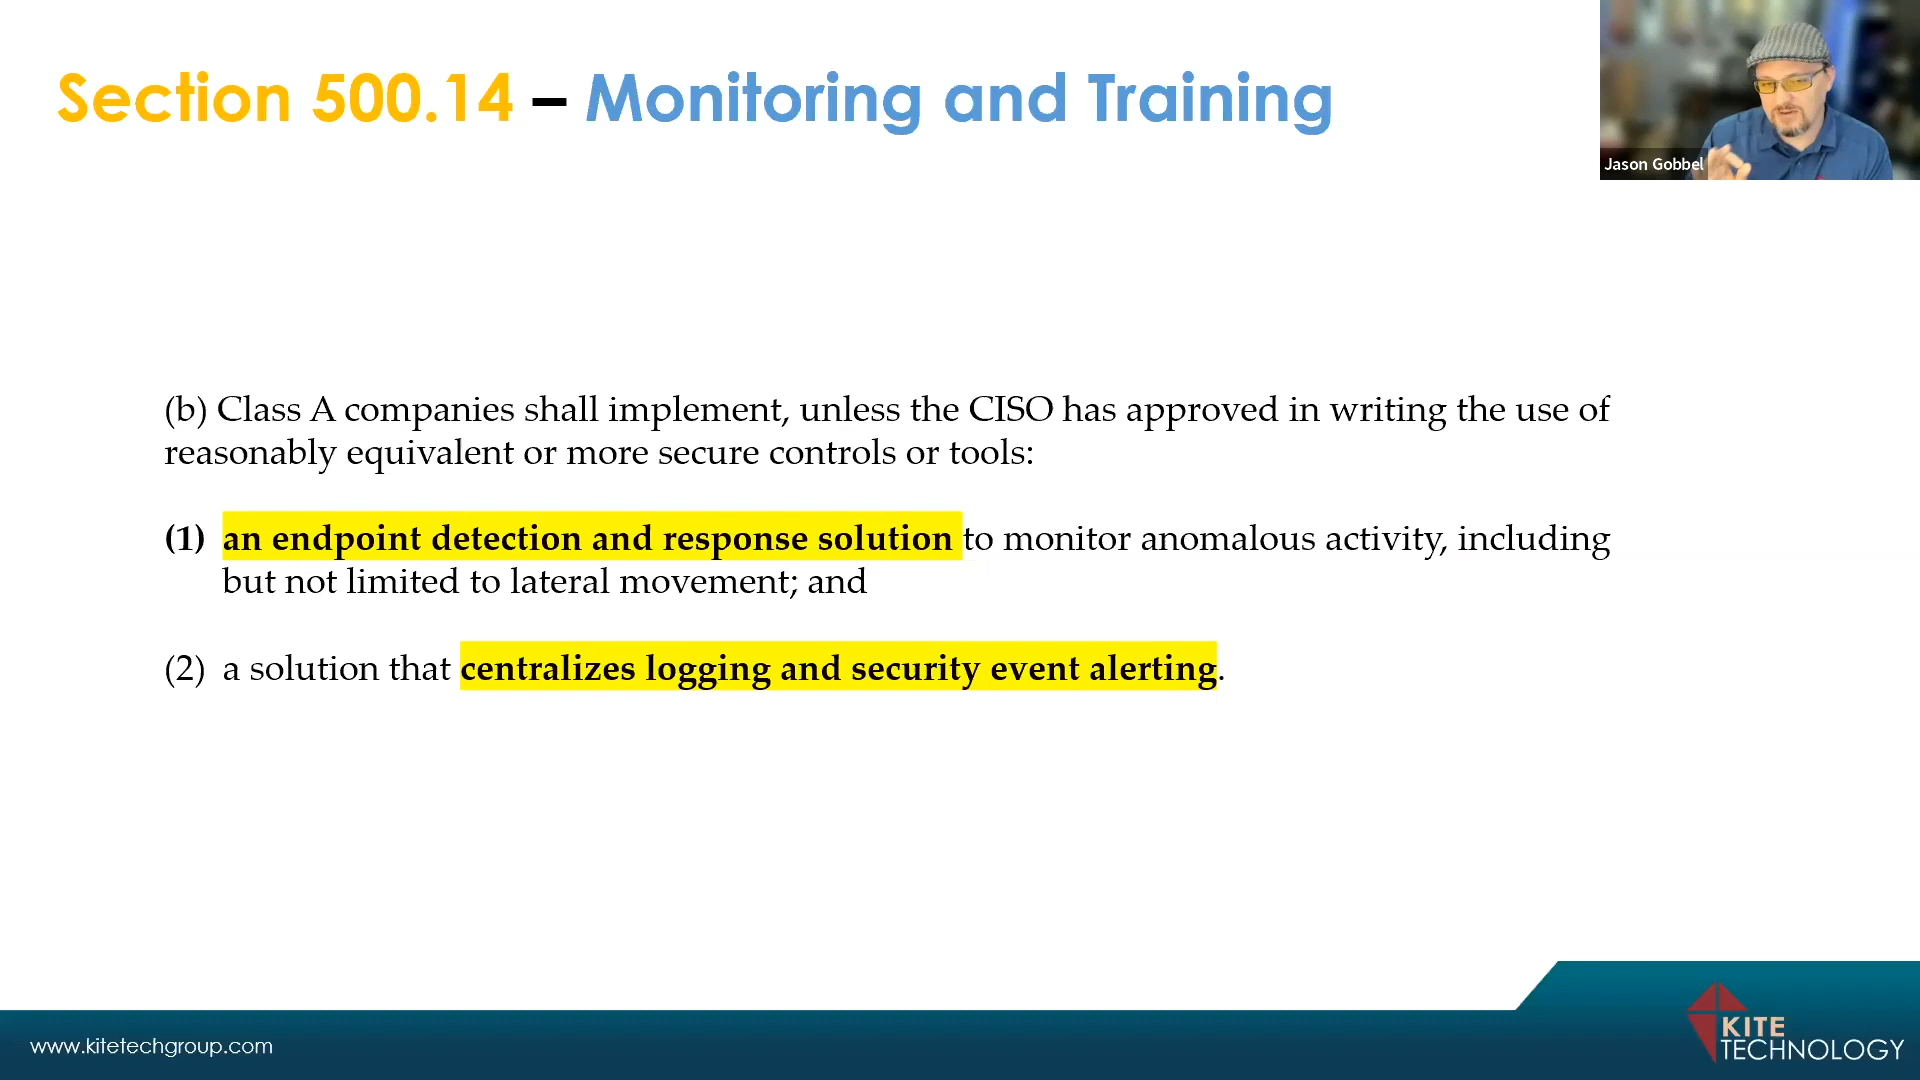 Section 500.14 – Monitoring and Training
Jason Gobbel
(b) Class A companies shall implement, unless the CISO has approved in writing the use of
reasonably equivalent or more secure controls or tools:
(1) an endpoint detection and response solution to monitor anomalous activity, including
but not limited to lateral movement; and
(2) a solution that centralizes logging and security event alerting.
www.kitetechgroup.com
KITE
TECHNOLOGY